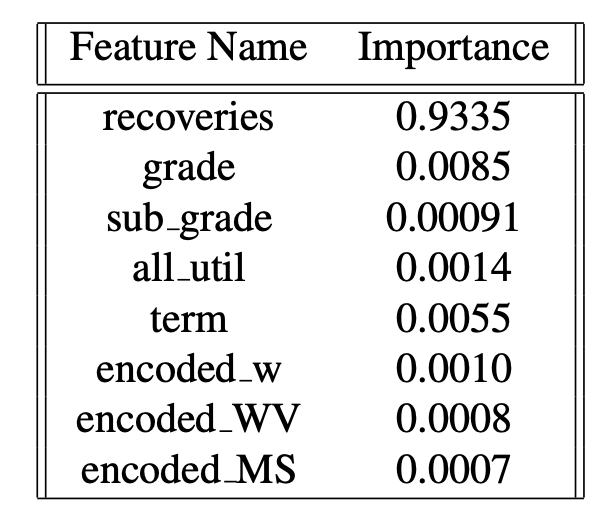 Feature Name Importance
recoveries 0.9335
grade 0.0085
sub_grade 0.00091
all_util 0.0014
term 0.0055
encoded_w 0.0010
encoded_WV 0.0008
encoded_MS 0.0007